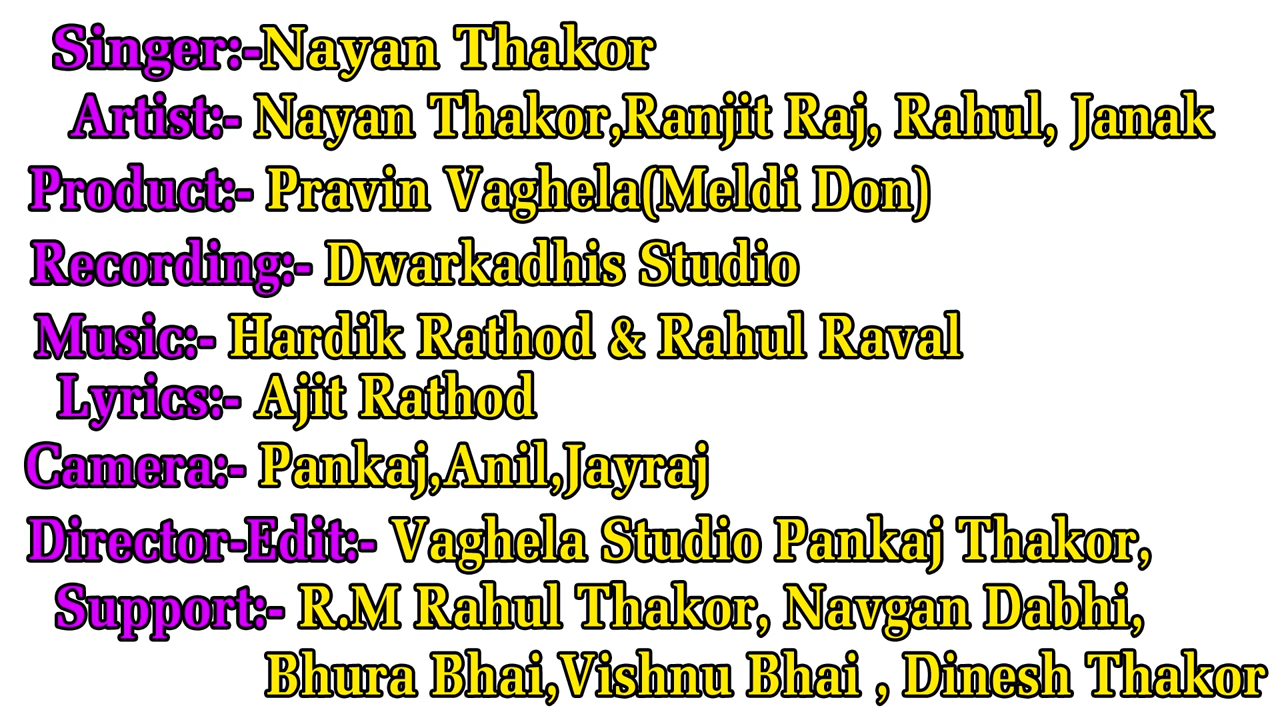 Singer:-Nayan Thakor
Artist:- Nayan Thakor,Ranjit Raj, Rahul, Janak
Product:- Pravin Vaghela(Meldi Don)
Recording:- Dwarkadhis Studio
Music:- Hardik Rathod & Rahul Raval
Lyrics:- Ajit Rathod
Camera:- Pankaj,Anil,Jayraj
Director-Edit:- Vaghela Studio Pankaj Thakor,
Support:- R.M Rahul Thakor, Navgan Dabhi,
Bhura Bhai,Vishnu Bhai , Dinesh Thakor